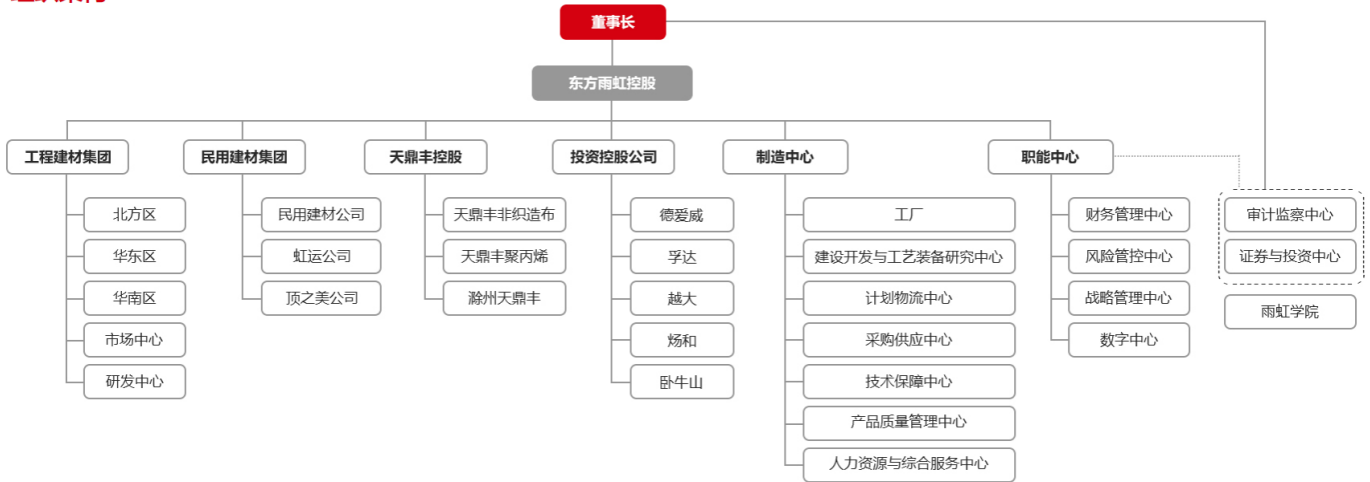 组织架构
董事长
东方雨虹控股
工程建材集团
民用建材集团
天鼎丰控股
投资控股公司
制造中心
职能中心
北方区
华东区
华南区
市场中心
研发中心
民用建材公司
虹运公司
顶之美公司
天鼎丰非织造布
天鼎丰聚丙烯
滁州天鼎丰
德爱威
孚达
越大
炀和
卧牛山
工厂
建设开发与工艺装备研究中心
计划物流中心
采购供应中心
技术保障中心
产品质量管理中心
人力资源与综合服务中心
财务管理中心
风险管控中心
战略管理中心
数字中心
审计监察中心
证券与投资中心
雨虹学院